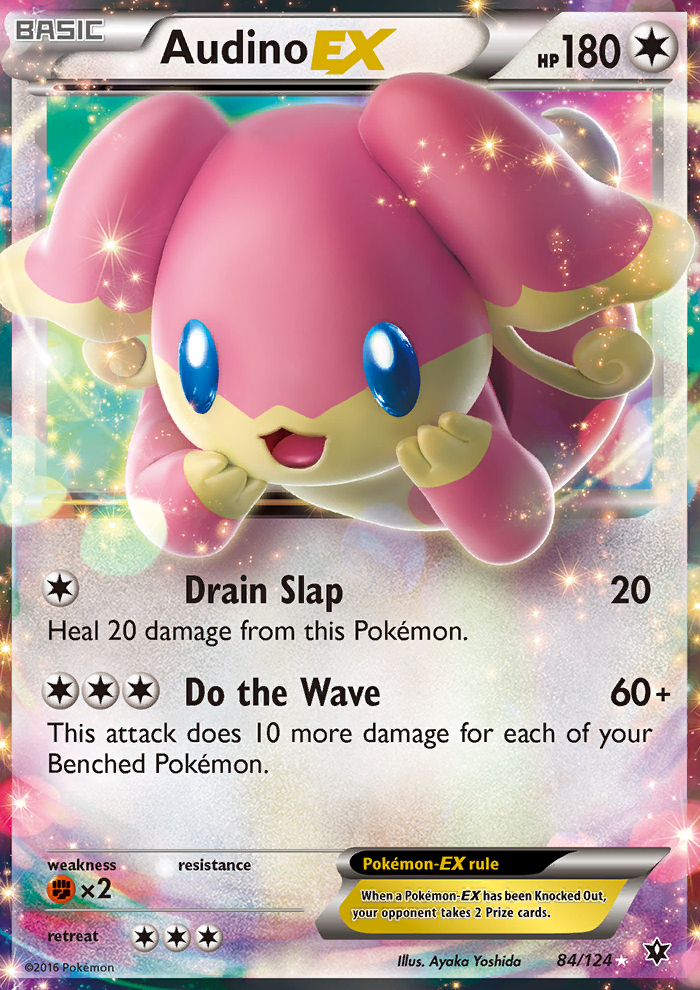 BASIC
Audino EX HP 180
Drain Slap 20
Heal 20 damage from this Pokémon.
Do the Wave 60+
This attack does 10 more damage for each of your
Benched Pokémon.
weakness resistance
×2
retreat
Pokémon-EX rule
When a Pokémon-EX has been Knocked Out,
your opponent takes 2 Prize cards.
©2016 Pokémon
Illus. Ayaka Yoshida 84/124